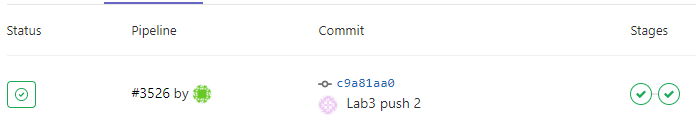 Status Pipeline Commit Stages
#3526 by c9a81aa0
Lab3 push 2